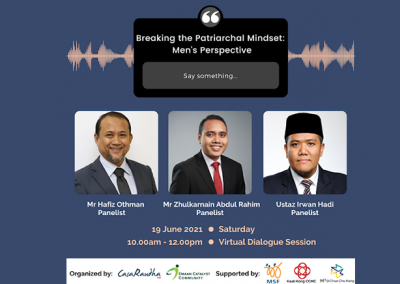 Breaking the Patriarchal Mindset:
Men's Perspective
Say something...
Mr Hafiz Othman
Panelist
Mr Zhulkarnain Abdul Rahim
Panelist
Ustaz Irwan Hadi
Panelist
19 June 2021 Saturday
10.00am - 12.00pm Virtual Dialogue Session
Organized by: CasaRaudha Supported by:
MSF